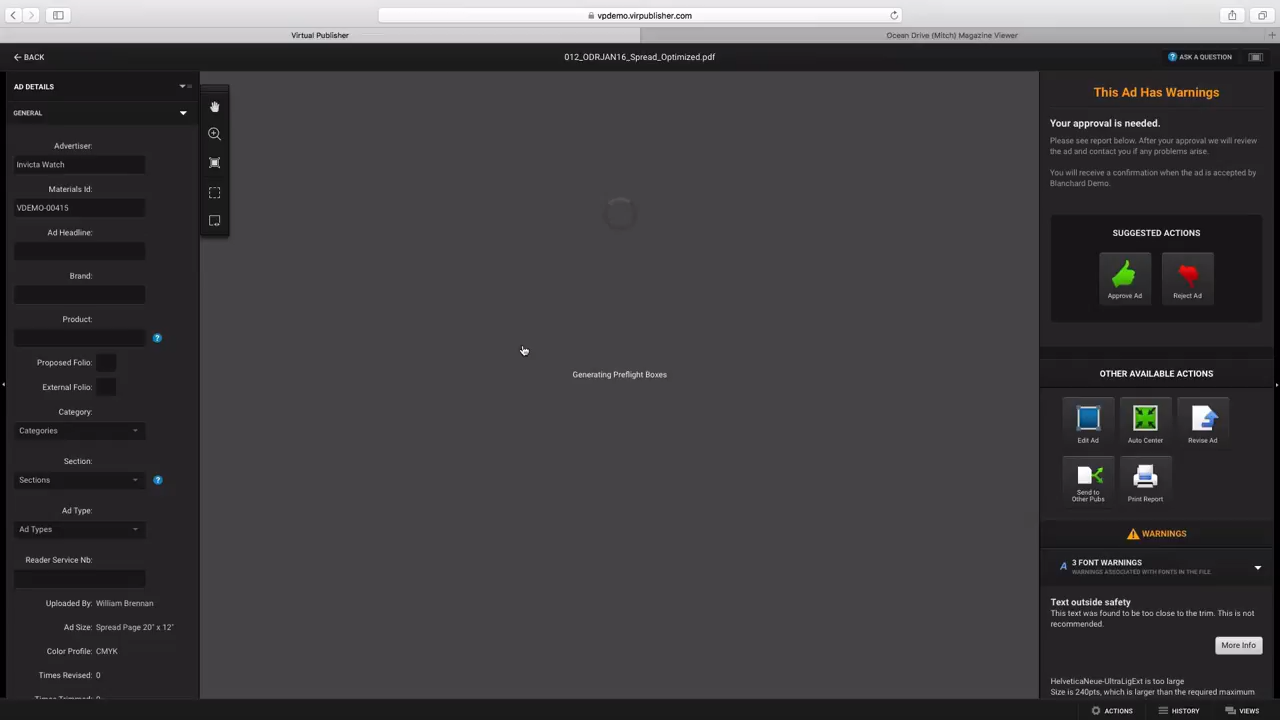 vpdemo.virpublisher.com
Virtual Publisher
Ocean Drive (Mitch) Magazine Viewer
BACK
012_ODRJAN16_Spread_Optimized.pdf
ASK A QUESTION
AD DETAILS
GENERAL
Advertiser:
Invicta Watch
Materials Id:
VDEMO-00415
Ad Headline:
Brand:
Product:
Proposed Folio:
External Folio:
Category:
Categories
Section:
Sections
Ad Type:
Ad Types
Reader Service Nb:
Uploaded By: William Brennan
Ad Size: Spread Page 20" x 12"
Color Profile: CMYK
Times Revised: 0
Times Trimmed: 0
Generating Preflight Boxes
This Ad Has Warnings
Your approval is needed.
Please see report below. After your approval we will review
the ad and contact you if any problems arise.
You will receive a confirmation when the ad is accepted by
Blanchard Demo.
SUGGESTED ACTIONS
Approve Ad
Reject Ad
OTHER AVAILABLE ACTIONS
Edit Ad
Auto Center
Revise Ad
Send to
Other Pubs
Print Report
WARNINGS
3 FONT WARNINGS
WARNINGS ASSOCIATED WITH FONTS IN THE FILE.
Text outside safety
This text was found to be too close to the trim. This is not
recommended.
More Info
HelveticaNeue-UltraLigExt is too large
Size is 240pts, which is larger than the required maximum
ACTIONS
HISTORY
VIEWS